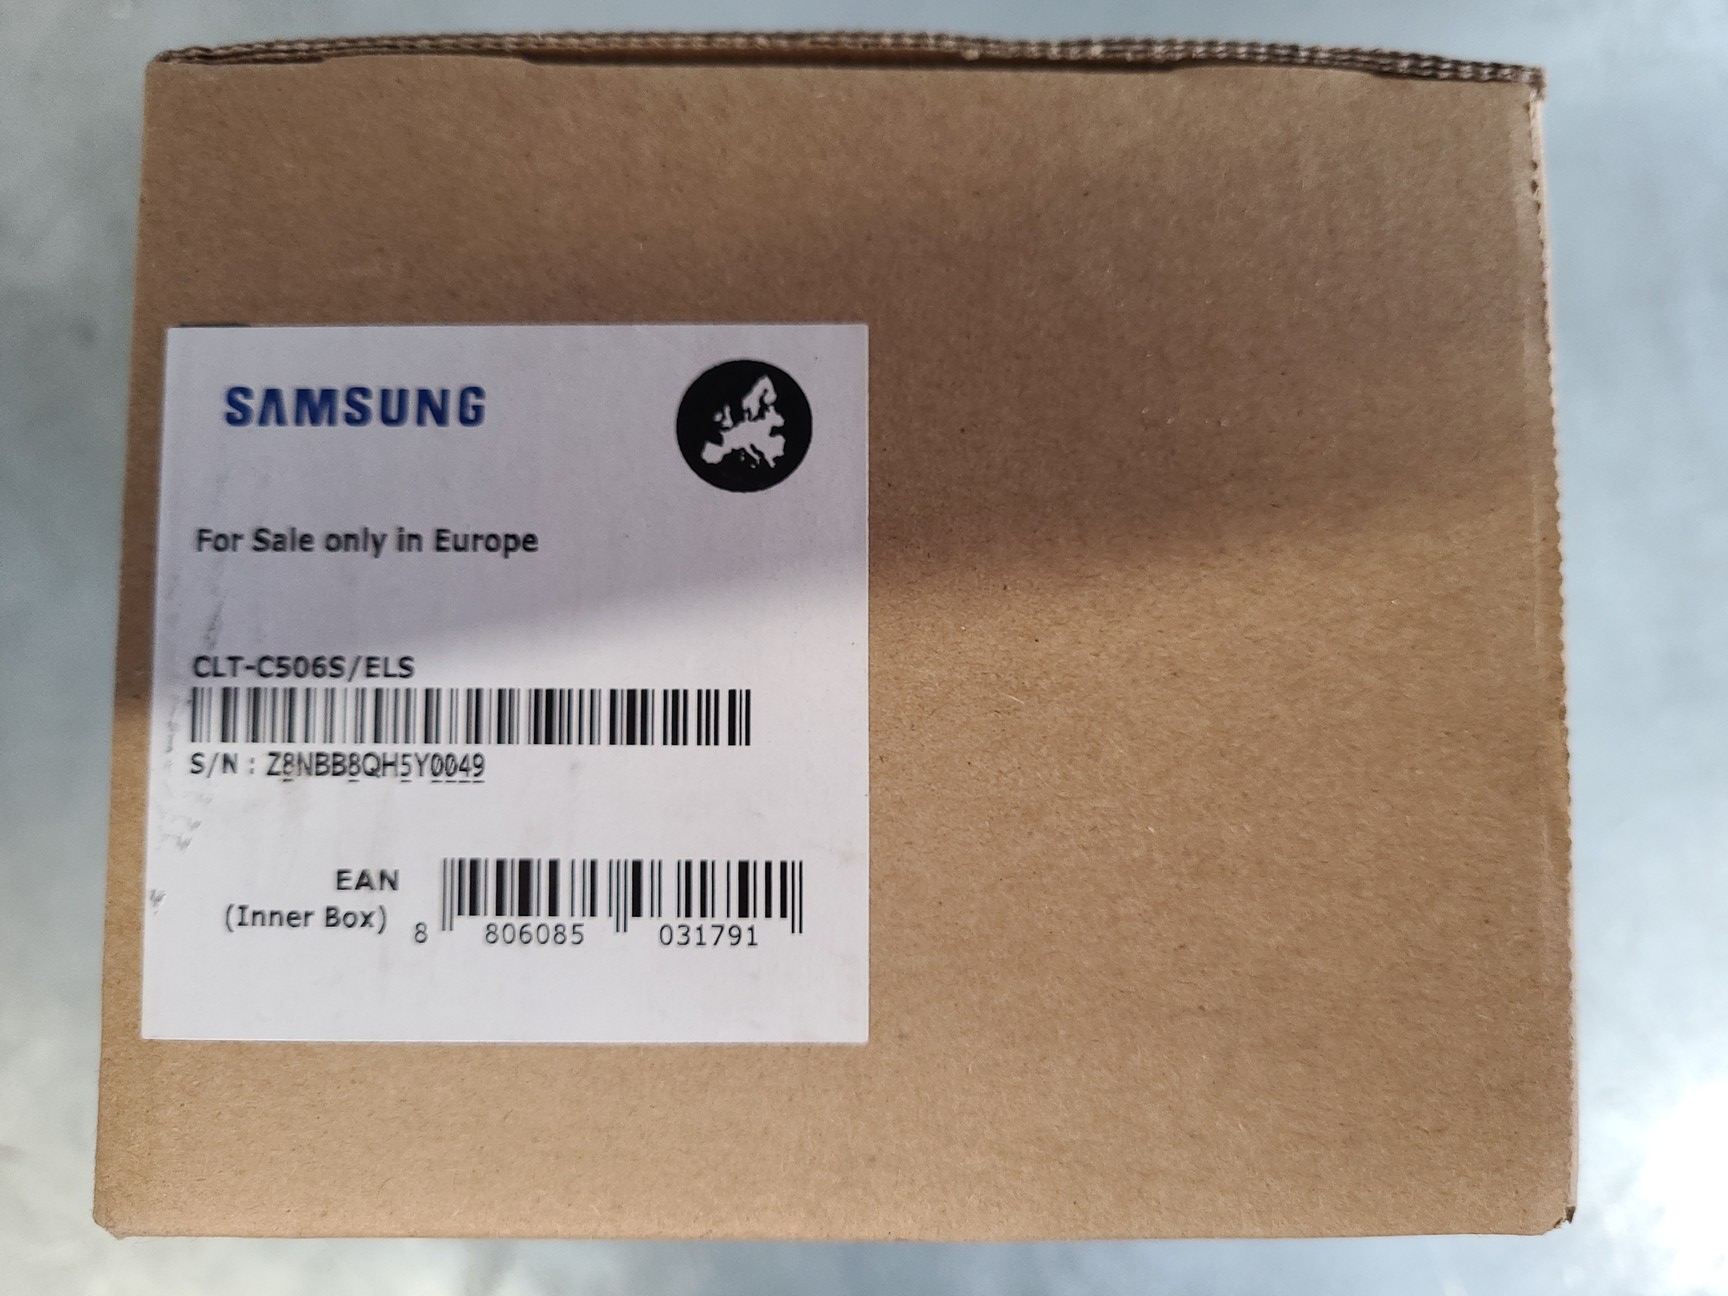 SAMSUNG
For Sale only in Europe
CLT-C506S/ELS
S/N : Z8NBB8QH5Y0049
EAN
(Inner Box)
8 806085 031791